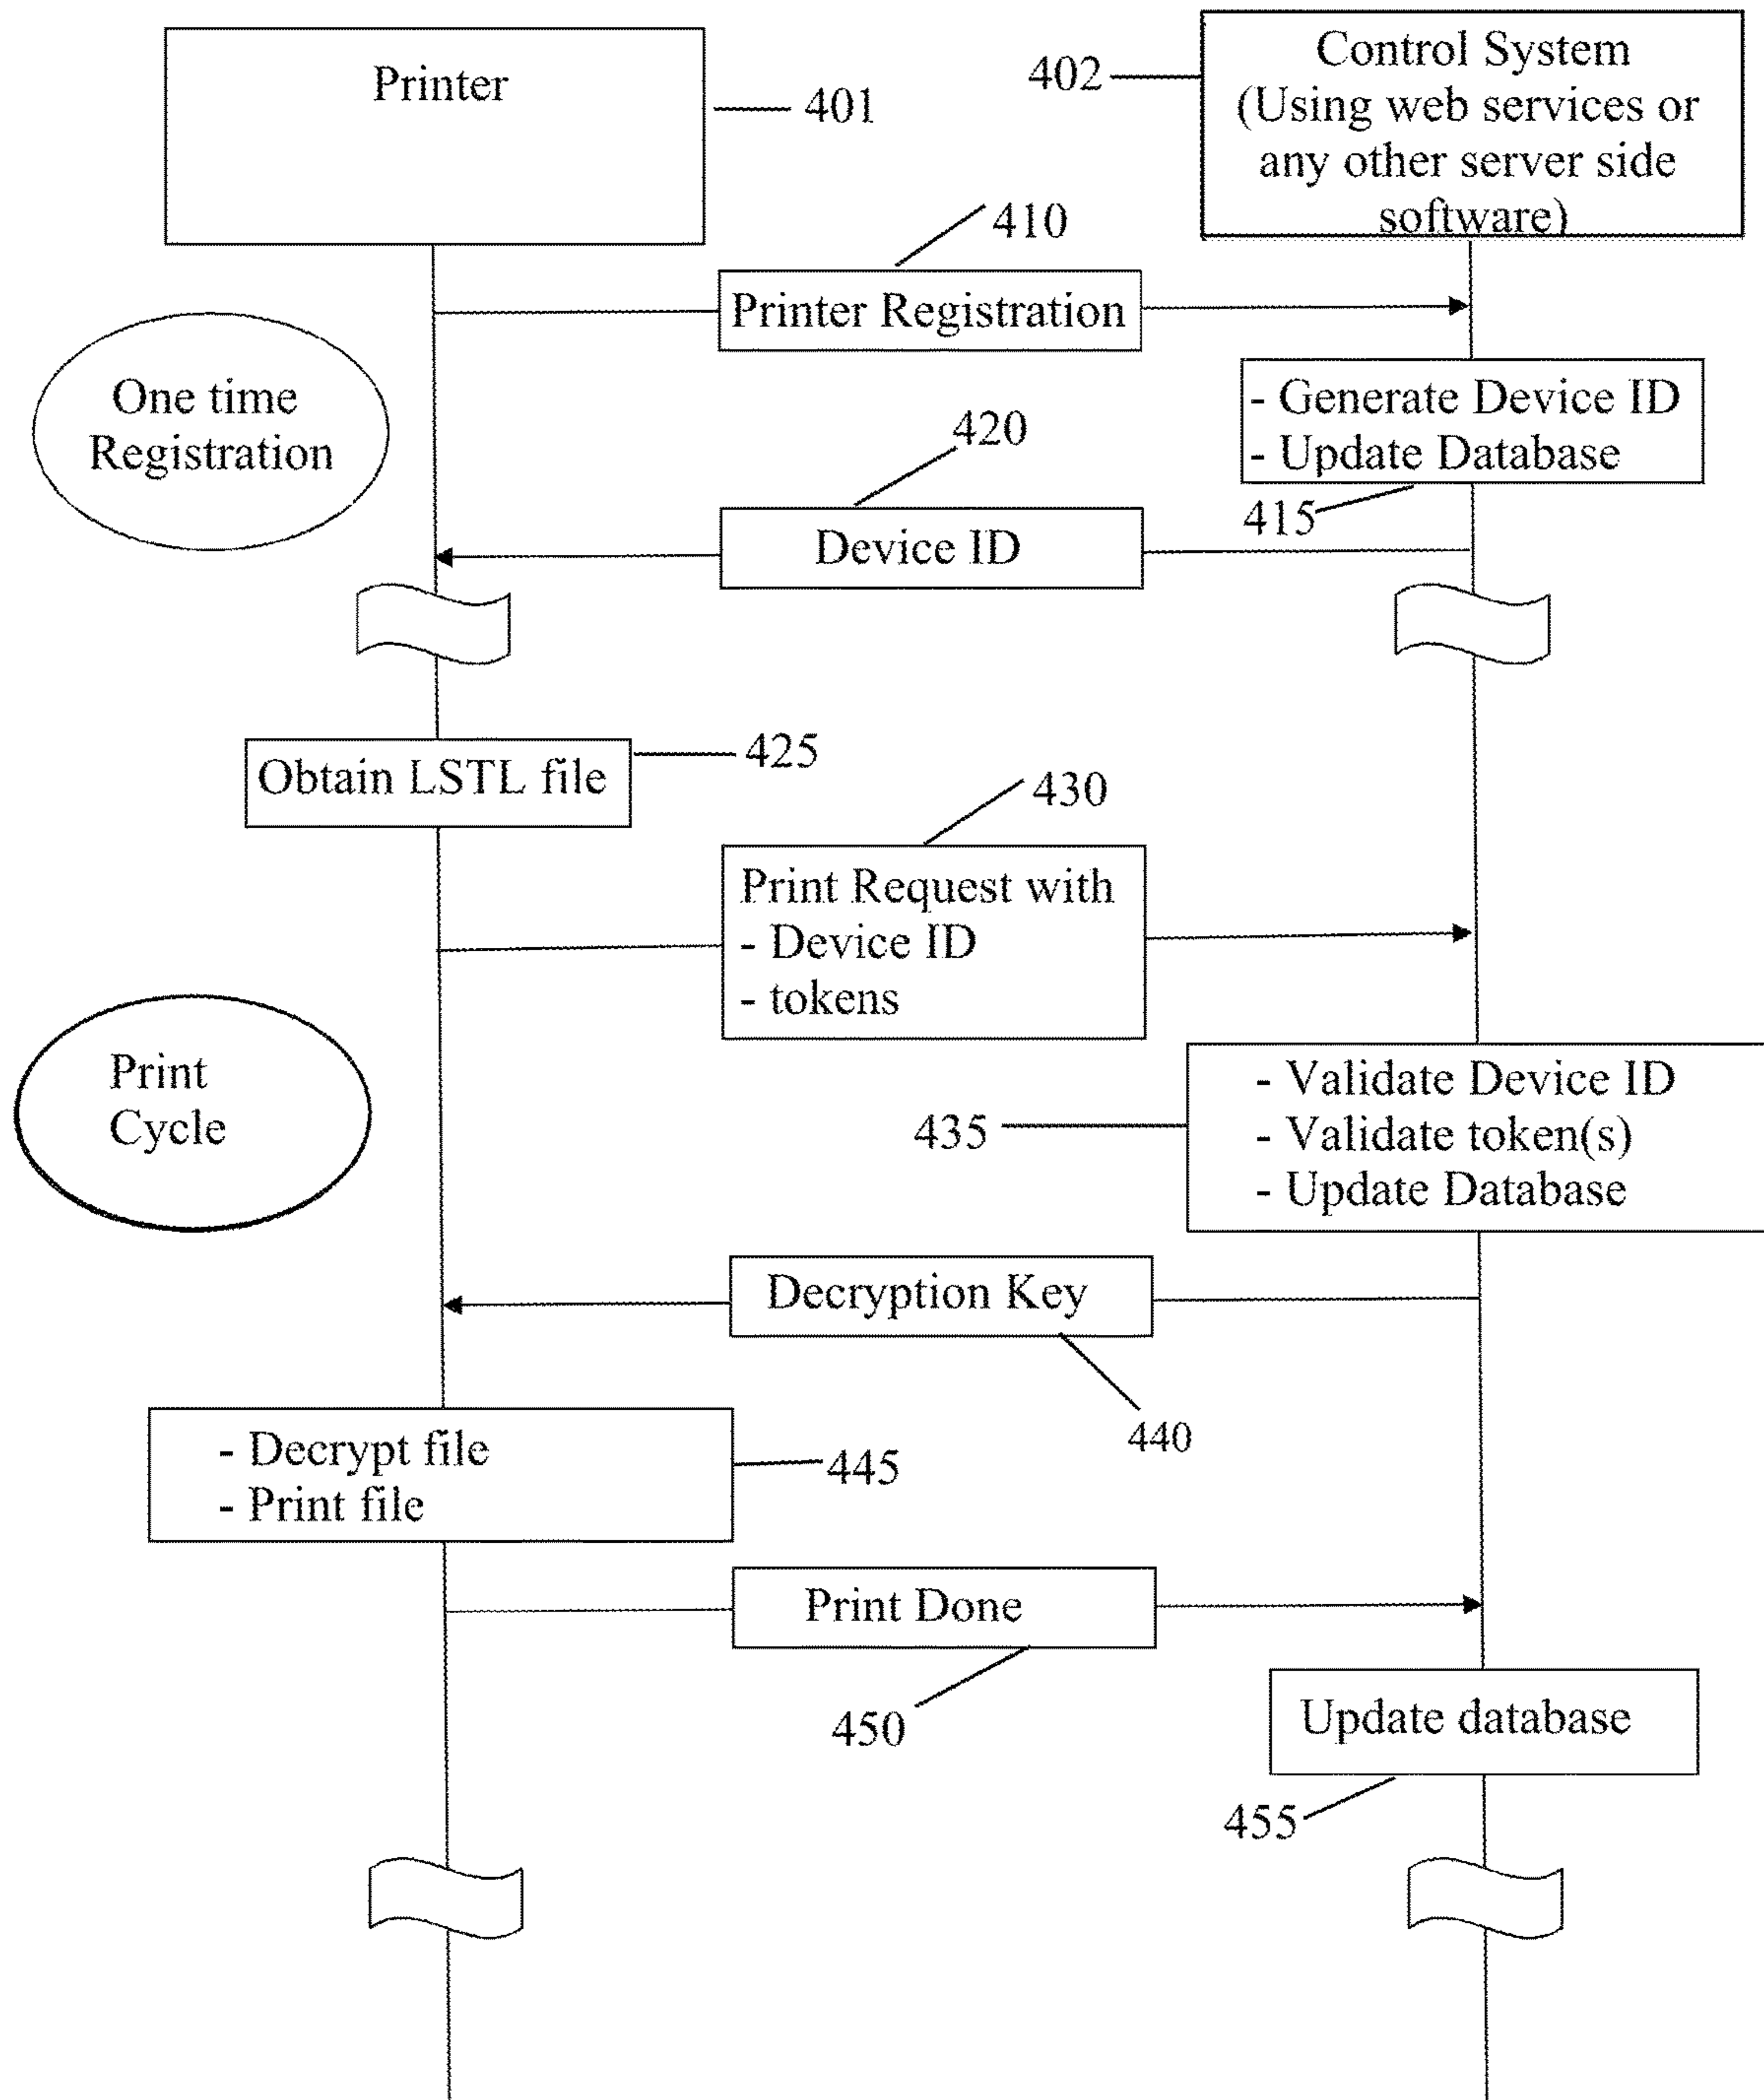 Printer
401
402
Control System
(Using web services or
any other server side
software)
410
Printer Registration
One time
Registration
- Generate Device ID
- Update Database
415
420
Device ID
Obtain LSTL file
425
430
Print Request with
- Device ID
- tokens
Print
Cycle
435
- Validate Device ID
- Validate token(s)
- Update Database
Decryption Key
440
- Decrypt file
- Print file
445
Print Done
450
Update database
455